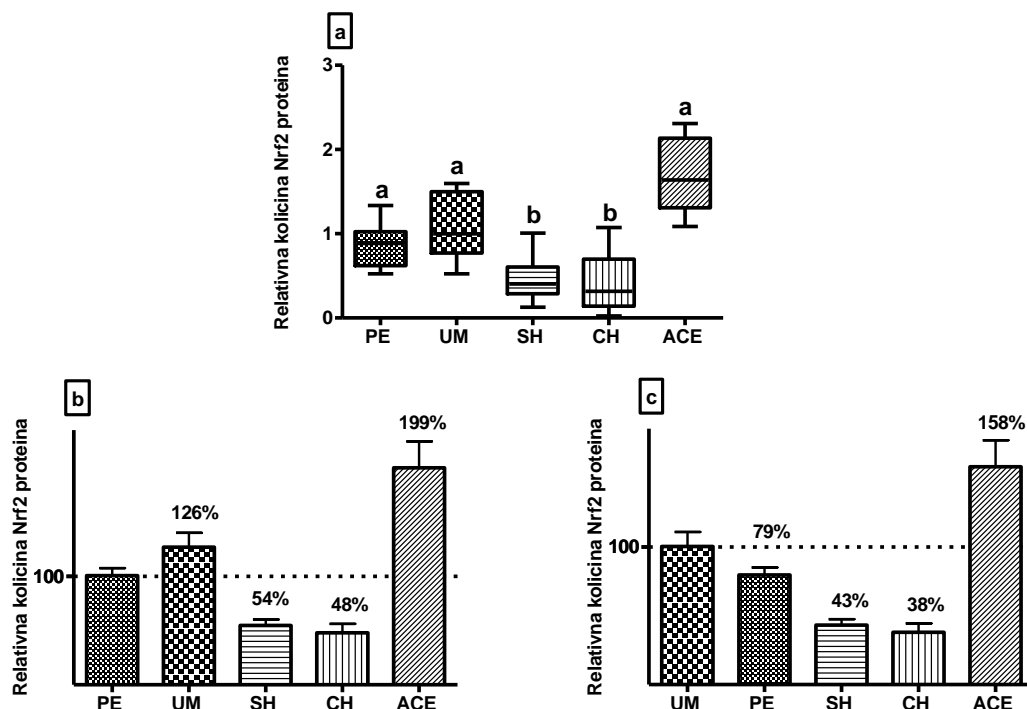 a
Relativna kolicina Nrf2 proteina
3
2
1
0
a
a
b
b
a
PE UM SH CH ACE
b
Relativna kolicina Nrf2 proteina
100
126%
54%
48%
199%
PE UM SH CH ACE
c
Relativna kolicina Nrf2 proteina
100
79%
43%
38%
158%
UM PE SH CH ACE